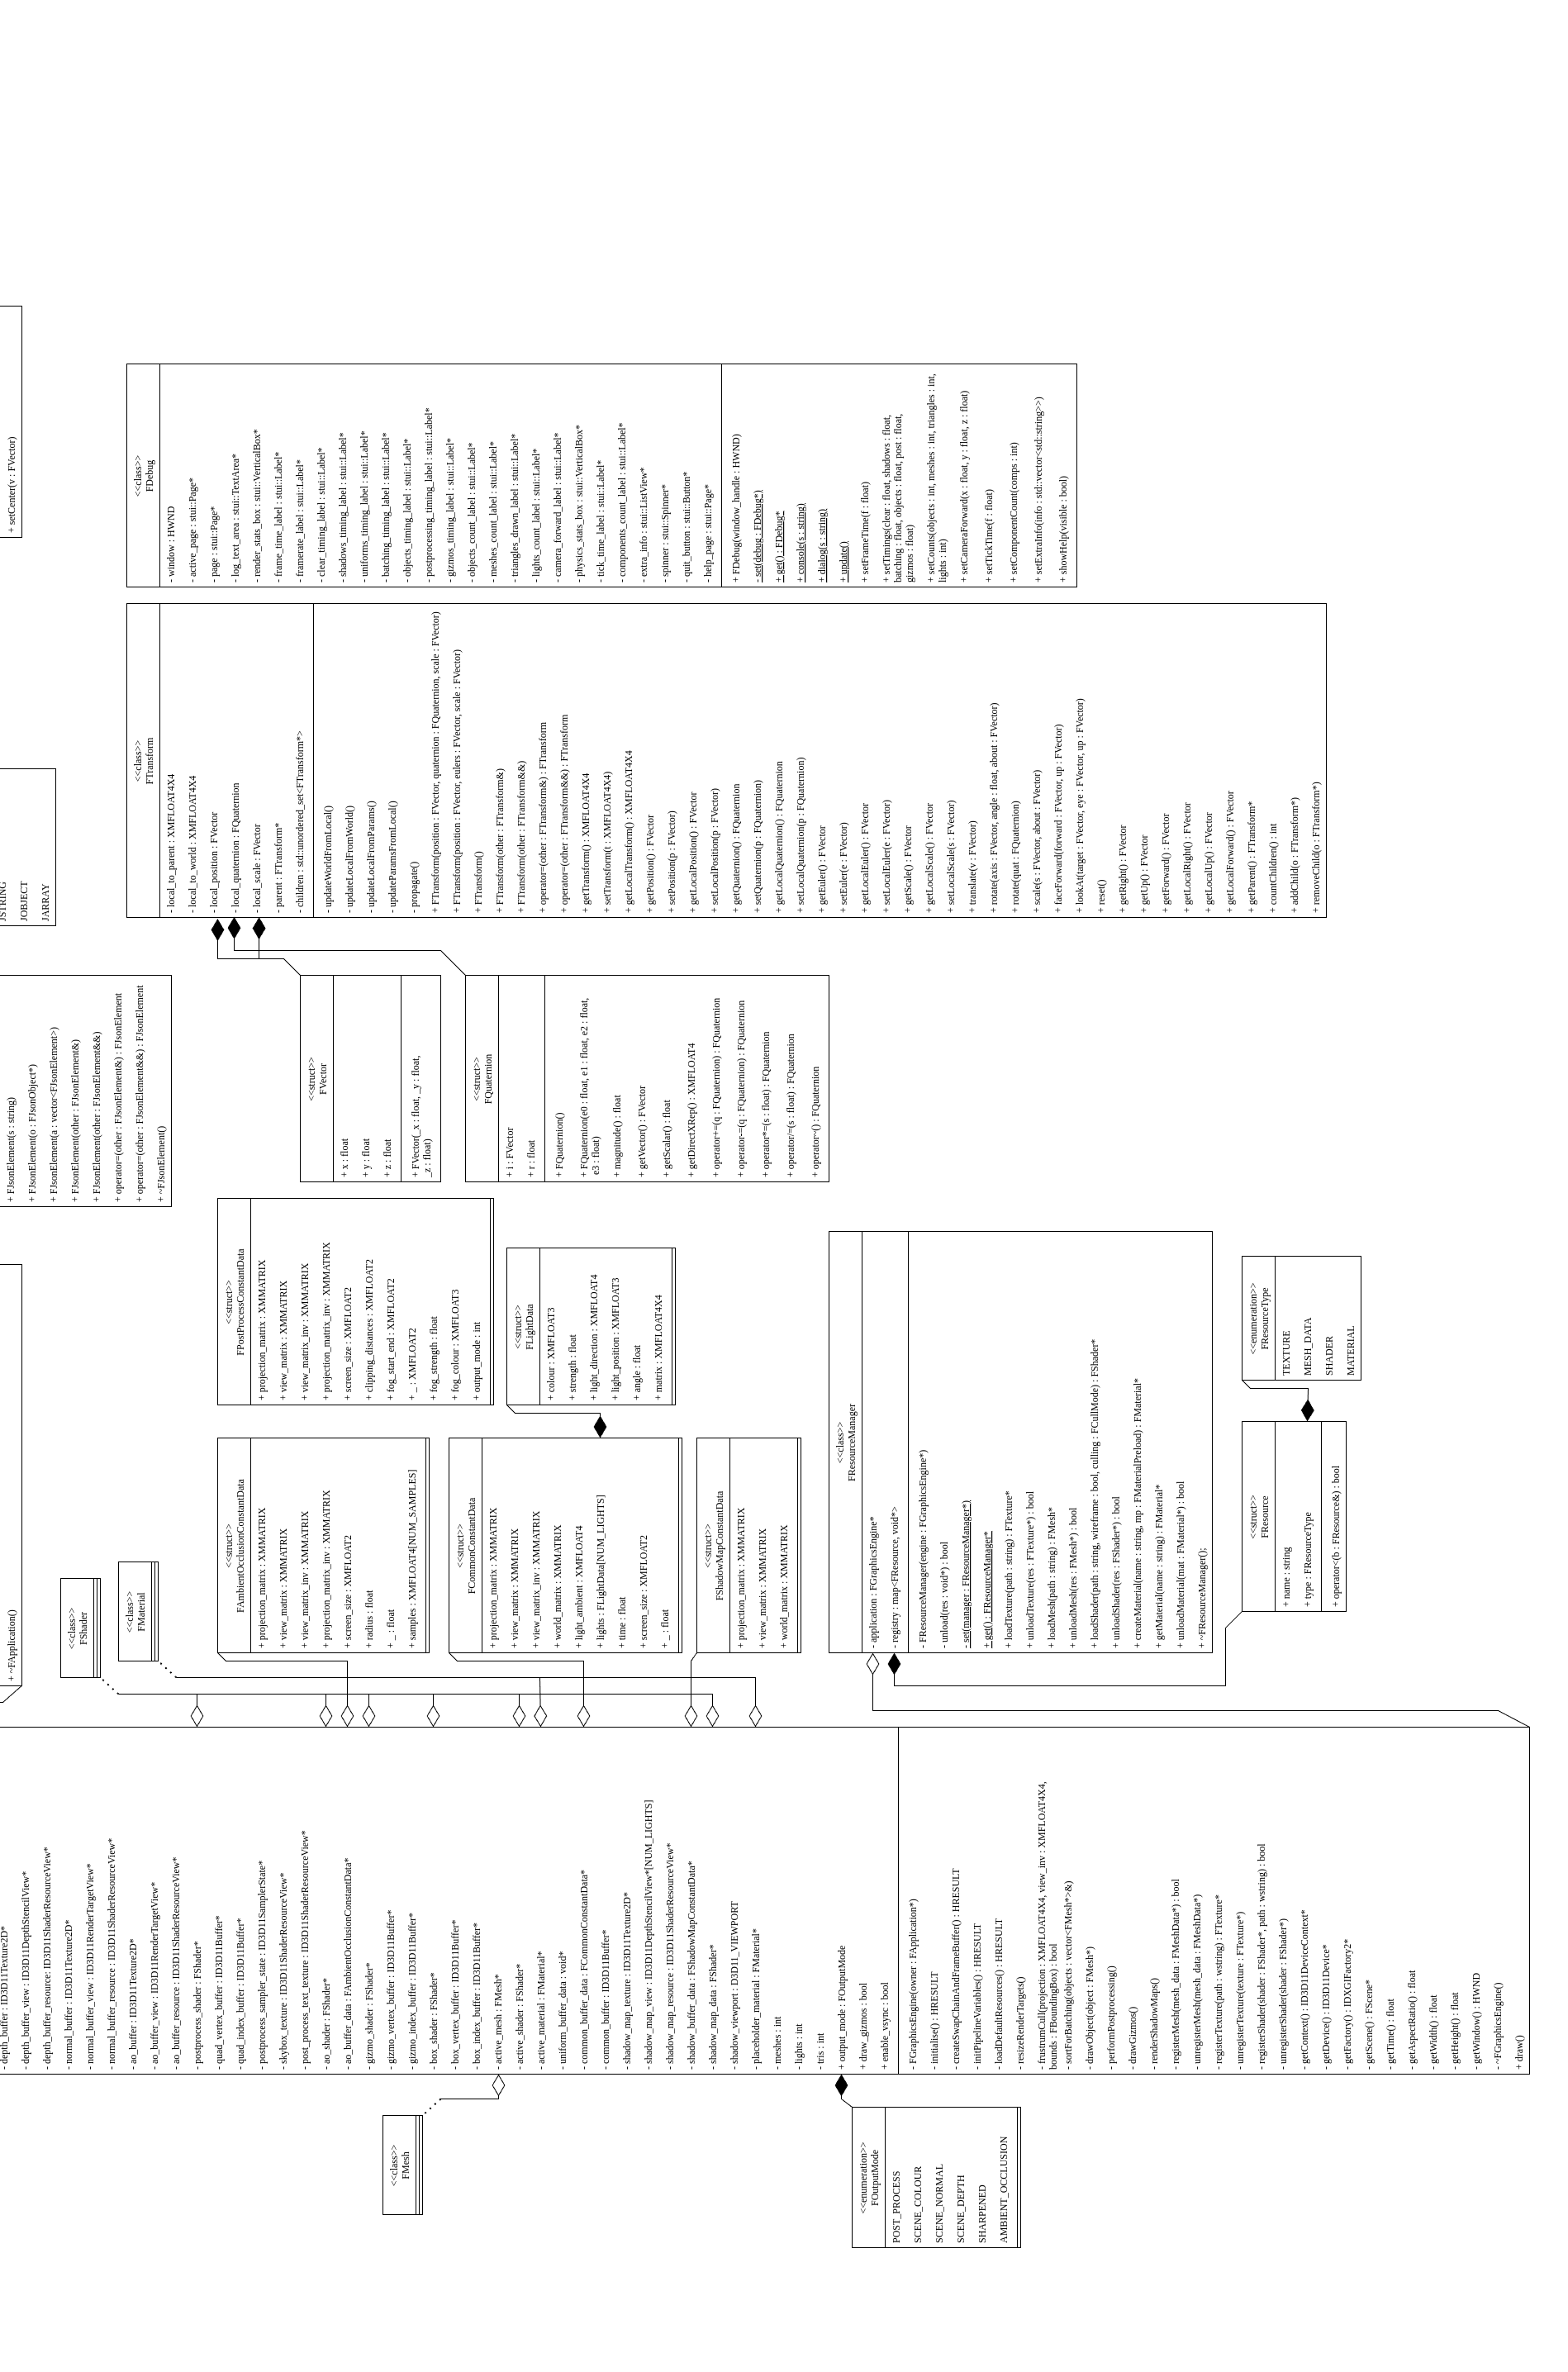 + setCenter(v : FVector)
JSTRING
JOBJECT
JARRAY
+ FJsonElement(s : string)
+ FJsonElement(o : FJsonObject*)
+ FJsonElement(a : vector<FJsonElement>)
+ FJsonElement(other : FJsonElement&)
+ FJsonElement(other : FJsonElement&&)
+ operator=(other : FJsonElement&) : FJsonElement
+ operator=(other : FJsonElement&&) : FJsonElement
+ ~FJsonElement()
+ ~FApplication()
<<class>>
FDebug
- window : HWND
- active_page : stui::Page*
- page : stui::Page*
- log_text_area : stui::TextArea*
- render_stats_box : stui::VerticalBox*
- frame_time_label : stui::Label*
- framerate_label : stui::Label*
- clear_timing_label : stui::Label*
- shadows_timing_label : stui::Label*
- uniforms_timing_label : stui::Label*
- batching_timing_label : stui::Label*
- objects_timing_label : stui::Label*
- postprocessing_timing_label : stui::Label*
- gizmos_timing_label : stui::Label*
- objects_count_label : stui::Label*
- meshes_count_label : stui::Label*
- triangles_drawn_label : stui::Label*
- lights_count_label : stui::Label*
- camera_forward_label : stui::Label*
- physics_stats_box : stui::VerticalBox*
- tick_time_label : stui::Label*
- components_count_label : stui::Label*
- extra_info : stui::ListView*
- spinner : stui::Spinner*
- quit_button : stui::Button*
- help_page : stui::Page*
+ FDebug(window_handle : HWND)
- set(debug : FDebug*)
+ get() : FDebug*
+ console(s : string)
+ dialog(s : string)
+ update()
+ setFrameTime(f : float)
+ setTimings(clear : float, shadows : float,
batching : float, objects : float, post : float,
gizmos : float)
+ setCounts(objects : int, meshes : int, triangles : int,
lights : int)
+ setCameraForward(x : float, y : float, z : float)
+ setTickTime(f : float)
+ setComponentCount(comps : int)
+ setExtraInfo(info : std::vector<std::string>>)
+ showHelp(visible : bool)
<<class>>
FTransform
- local_to_parent : XMFLOAT4X4
- local_to_world : XMFLOAT4X4
- local_position : FVector
- local_quaternion : FQuaternion
- local_scale : FVector
- parent : FTransform*
- children : std::unordered_set<FTransform*>
- updateWorldFromLocal()
- updateLocalFromWorld()
- updateLocalFromParams()
- updateParamsFromLocal()
- propagate()
+ FTransform(position : FVector, quaternion : FQuaternion, scale : FVector)
+ FTransform(position : FVector, eulers : FVector, scale : FVector)
+ FTransform()
+ FTransform(other : FTransform&)
+ FTransform(other : FTransform&&)
+ operator=(other : FTransform&) : FTransform
+ operator=(other : FTransform&&) : FTransform
+ getTransform() : XMFLOAT4X4
+ setTransform(t : XMFLOAT4X4)
+ getLocalTransform() : XMFLOAT4X4
+ getPosition() : FVector
+ setPosition(p : FVector)
+ getLocalPosition() : FVector
+ setLocalPosition(p : FVector)
+ getQuaternion() : FQuaternion
+ setQuaternion(p : FQuaternion)
+ getLocalQuaternion() : FQuaternion
+ setLocalQuaternion(p : FQuaternion)
+ getEuler() : FVector
+ setEuler(e : FVector)
+ getLocalEuler() : FVector
+ setLocalEuler(e : FVector)
+ getScale() : FVector
+ getLocalScale() : FVector
+ setLocalScale(s : FVector)
+ translate(v : FVector)
+ rotate(axis : FVector, angle : float, about : FVector)
+ rotate(quat : FQuaternion)
+ scale(s : FVector, about : FVector)
+ faceForward(forward : FVector, up : FVector)
+ lookAt(target : FVector, eye : FVector, up : FVector)
+ reset()
+ getRight() : FVector
+ getUp() : FVector
+ getForward() : FVector
+ getLocalRight() : FVector
+ getLocalUp() : FVector
+ getLocalForward() : FVector
+ getParent() : FTransform*
+ countChildren() : int
+ addChild(o : FTransform*)
+ removeChild(o : FTransform*)
<<struct>>
FVector
+ x : float
+ y : float
+ z : float
+ FVector(_x : float, _y : float,
_z : float)
<<struct>>
FQuaternion
+ i : FVector
+ r : float
+ FQuaternion()
+ FQuaternion(e0 : float, e1 : float, e2 : float,
e3 : float)
+ magnitude() : float
+ getVector() : FVector
+ getScalar() : float
+ getDirectXRep() : XMFLOAT4
+ operator+=(q : FQuaternion) : FQuaternion
+ operator-=(q : FQuaternion) : FQuaternion
+ operator*=(s : float) : FQuaternion
+ operator/=(s : float) : FQuaternion
+ operator~() : FQuaternion
<<struct>>
FPostProcessConstantData
+ projection_matrix : XMMATRIX
+ view_matrix : XMMATRIX
+ view_matrix_inv : XMMATRIX
+ projection_matrix_inv : XMMATRIX
+ screen_size : XMFLOAT2
+ clipping_distances : XMFLOAT2
+ fog_start_end : XMFLOAT2
+ _ : XMFLOAT2
+ fog_strength : float
+ fog_colour : XMFLOAT3
+ output_mode : int
<<struct>>
FLightData
+ colour : XMFLOAT3
+ strength : float
+ light_direction : XMFLOAT4
+ light_position : XMFLOAT3
+ angle : float
+ matrix : XMFLOAT4X4
<<class>>
FShader
<<class>>
FMaterial
<<struct>>
FAmbientOcclusionConstantData
+ projection_matrix : XMMATRIX
+ view_matrix : XMMATRIX
+ view_matrix_inv : XMMATRIX
+ projection_matrix_inv : XMMATRIX
+ screen_size : XMFLOAT2
+ radius : float
+ _ : float
+ samples : XMFLOAT4[NUM_SAMPLES]
<<struct>>
FCommonConstantData
+ projection_matrix : XMMATRIX
+ view_matrix : XMMATRIX
+ view_matrix_inv : XMMATRIX
+ world_matrix : XMMATRIX
+ light_ambient : XMFLOAT4
+ lights : FLightData[NUM_LIGHTS]
+ time : float
+ screen_size : XMFLOAT2
+ _ : float
<<struct>>
FShadowMapConstantData
+ projection_matrix : XMMATRIX
+ view_matrix : XMMATRIX
+ world_matrix : XMMATRIX
<<class>>
FResourceManager
- application : FGraphicsEngine*
- registry : map<FResource, void*>
- FResourceManager(engine : FGraphicsEngine*)
- unload(res : void*) : bool
- set(manager : FResourceManager*)
+ get() : FResourceManager*
+ loadTexture(path : string) : FTexture*
+ unloadTexture(res : FTexture*) : bool
+ loadMesh(path : string) : FMesh*
+ unloadMesh(res : FMesh*) : bool
+ loadShader(path : string, wireframe : bool, culling : FCullMode) : FShader*
+ unloadShader(res : FShader*) : bool
+ createMaterial(name : string, mp : FMaterialPreload) : FMaterial*
+ getMaterial(name : string) : FMaterial*
+ unloadMaterial(mat : FMaterial*) : bool
+ ~FResourceManager();
<<enumeration>>
FResourceType
TEXTURE
MESH_DATA
SHADER
MATERIAL
<<struct>>
FResource
+ name : string
+ type : FResourceType
+ operator<(b : FResource&) : bool
- depth_buffer : ID3D11Texture2D*
- depth_buffer_view : ID3D11DepthStencilView*
- depth_buffer_resource: ID3D11ShaderResourceView*
- normal_buffer : ID3D11Texture2D*
- normal_buffer_view : ID3D11RenderTargetView*
- normal_buffer_resource : ID3D11ShaderResourceView*
- ao_buffer : ID3D11Texture2D*
- ao_buffer_view : ID3D11RenderTargetView*
- ao_buffer_resource : ID3D11ShaderResourceView*
- postprocess_shader : FShader*
- quad_vertex_buffer : ID3D11Buffer*
- quad_index_buffer : ID3D11Buffer*
- postprocess_sampler_state : ID3D11SamplerState*
- skybox_texture : ID3D11ShaderResourceView*
- post_process_text_texture : ID3D11ShaderResourceView*
- ao_shader : FShader*
- ao_buffer_data : FAmbientOcclusionConstantData*
- gizmo_shader : FShader*
- gizmo_vertex_buffer : ID3D11Buffer*
- gizmo_index_buffer : ID3D11Buffer*
- box_shader : FShader*
- box_vertex_buffer : ID3D11Buffer*
- box_index_buffer : ID3D11Buffer*
- active_mesh : FMesh*
- active_shader : FShader*
- active_material : FMaterial*
- uniform_buffer_data : void*
- common_buffer_data : FCommonConstantData*
- common_buffer : ID3D11Buffer*
- shadow_map_texture : ID3D11Texture2D*
- shadow_map_view : ID3D11DepthStencilView*[NUM_LIGHTS]
- shadow_map_resource : ID3D11ShaderResourceView*
- shadow_buffer_data : FShadowMapConstantData*
- shadow_map_data : FShader*
- shadow_viewport : D3D11_VIEWPORT
- placeholder_material : FMaterial*
- meshes : int
- lights : int
- tris : int
+ output_mode : FOutputMode
+ draw_gizmos : bool
+ enable_vsync : bool
- FGraphicsEngine(owner : FApplication*)
- initialise() : HRESULT
- createSwapChainAndFrameBuffer() : HRESULT
- initPipelineVariables() : HRESULT
- loadDefaultResources() : HRESULT
- resizeRenderTargets()
- frustrumCull(projection : XMFLOAT4X4, view_inv : XMFLOAT4X4,
bounds : FBoundingBox) : bool
- sortForBatching(objects : vector<FMesh*>&)
- drawObject(object : FMesh*)
- performPostprocessing()
- drawGizmos()
- renderShadowMaps()
- registerMesh(mesh_data : FMeshData*) : bool
- unregisterMesh(mesh_data : FMeshData*)
- registerTexture(path : wstring) : FTexture*
- unregisterTexture(texture : FTexture*)
- registerShader(shader : FShader*, path : wstring) : bool
- unregisterShader(shader : FShader*)
- getContext() : ID3D11DeviceContext*
- getDevice() : ID3D11Device*
- getFactory() : IDXGIFactory2*
- getScene() : FScene*
- getTime() : float
- getAspectRatio() : float
- getWidth() : float
- getHeight() : float
- getWindow() : HWND
- ~FGraphicsEngine()
+ draw()
<<class>>
FMesh
<<enumeration>>
FOutputMode
POST_PROCESS
SCENE_COLOUR
SCENE_NORMAL
SCENE_DEPTH
SHARPENED
AMBIENT_OCCLUSION